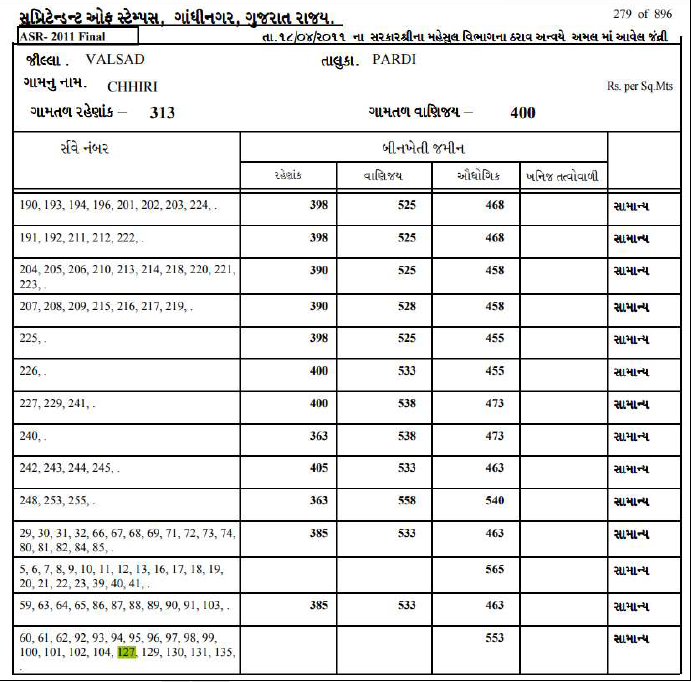 સુપ્રિટેન્ડન્ટ ઓફ સ્ટેમ્પસ, ગાંધીનગર, ગુજરાત રાજ્ય. 279 of 896
ASR- 2011 Final તા.૧૮/૦૪/૨૦૧૧ ના સરકારશ્રીના મહેસુલ વિભાગના ઠરાવ અન્વયે અમલ માં આવેલ જંત્રી
જીલ્લા . VALSAD તાલુકા. PARDI
ગામનુ નામ. CHHIRI Rs. per Sq.Mts
ગામતળ રહેણાંક – 313 ગામતળ વાણિજય – 400
સર્વે નંબર બીનખેતી જમીન
રહેણાંક વાણિજય ઔધોગિક ખનિજ તત્વોવાળી
190, 193, 194, 196, 201, 202, 203, 224, . 398 525 468 સામાન્ય
191, 192, 211, 212, 222, . 398 525 468 સામાન્ય
204, 205, 206, 210, 213, 214, 218, 220, 221, 390 525 458 સામાન્ય
223, .
207, 208, 209, 215, 216, 217, 219, . 390 528 458 સામાન્ય
225, . 398 525 455 સામાન્ય
226, . 400 533 455 સામાન્ય
227, 229, 241, . 400 538 473 સામાન્ય
240, . 363 538 473 સામાન્ય
242, 243, 244, 245, . 405 533 463 સામાન્ય
248, 253, 255, . 363 558 540 સામાન્ય
29, 30, 31, 32, 66, 67, 68, 69, 71, 72, 73, 74, 385 533 463 સામાન્ય
80, 81, 82, 84, 85, .
5, 6, 7, 8, 9, 10, 11, 12, 13, 16, 17, 18, 19, 565 સામાન્ય
20, 21, 22, 23, 39, 40, 41, .
59, 63, 64, 65, 86, 87, 88, 89, 90, 91, 103, . 385 533 463 સામાન્ય
60, 61, 62, 92, 93, 94, 95, 96, 97, 98, 99, 553 સામાન્ય
100, 101, 102, 104, 127, 129, 130, 131, 135,
.